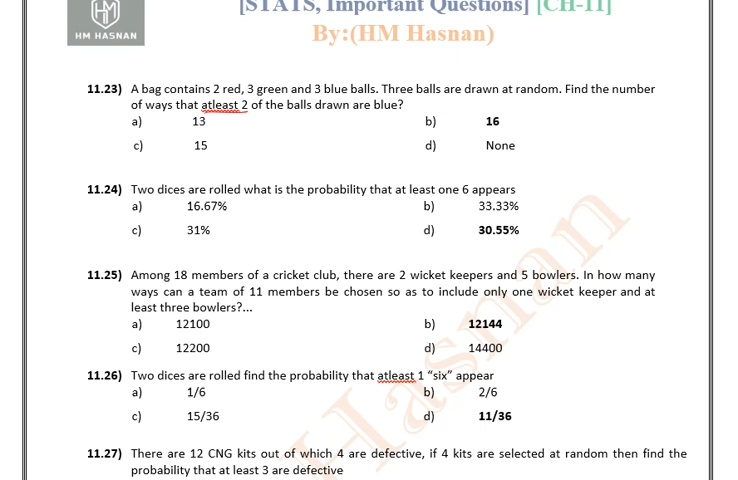 [STATS, Important Questions] [CH-11]
HM HASNAN
By:(HM Hasnan)
11.23) A bag contains 2 red, 3 green and 3 blue balls. Three balls are drawn at random. Find the number
of ways that atleast 2 of the balls drawn are blue?
a) 13 b) 16
c) 15 d) None
11.24) Two dices are rolled what is the probability that at least one 6 appears
a) 16.67% b) 33.33%
c) 31% d) 30.55%
11.25) Among 18 members of a cricket club, there are 2 wicket keepers and 5 bowlers. In how many
ways can a team of 11 members be chosen so as to include only one wicket keeper and at
least three bowlers?...
a) 12100 b) 12144
c) 12200 d) 14400
11.26) Two dices are rolled find the probability that atleast 1 “six” appear
a) 1/6 b) 2/6
c) 15/36 d) 11/36
11.27) There are 12 CNG kits out of which 4 are defective, if 4 kits are selected at random then find the
probability that at least 3 are defective
Hasnan